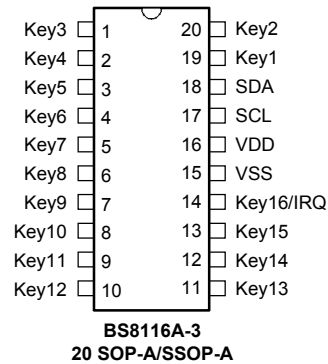 Key3 1 20 Key2
Key4 2 19 Key1
Key5 3 18 SDA
Key6 4 17 SCL
Key7 5 16 VDD
Key8 6 15 VSS
Key9 7 14 Key16/IRQ
Key10 8 13 Key15
Key11 9 12 Key14
Key12 10 11 Key13
BS8116A-3
20 SOP-A/SSOP-A